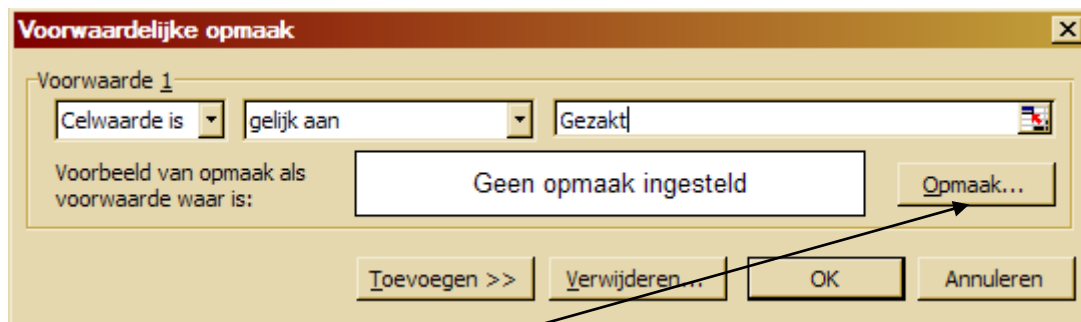 Voorwaardelijke opmaak
Voorwaarde 1
Celwaarde is gelijk aan Gezakt
Voorbeeld van opmaak als
voorwaarde waar is:
Geen opmaak ingesteld
Opmaak...
Toevoegen >> Verwijderen... OK Annuleren